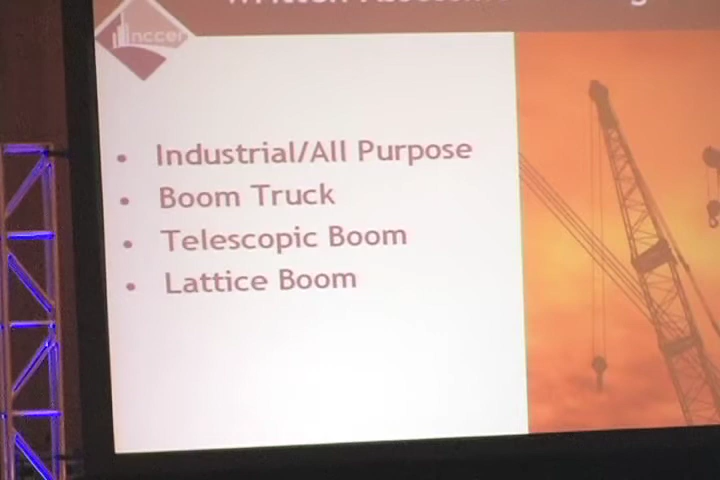 nccer
Industrial/All Purpose
Boom Truck
Telescopic Boom
Lattice Boom